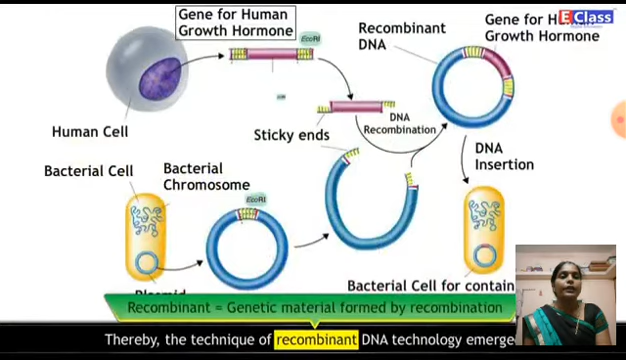 Gene for Human
Growth Hormone
EcoRI
Recombinant
DNA
Gene for
E Class
Growth Hormone
Human Cell
Sticky ends
DNA
Recombination
DNA
Insertion
Bacterial Cell
Bacterial
Chromosome
EcoRI
Plasmid
Bacterial Cell for contain
Recombinant = Genetic material formed by recombination
Thereby, the technique of recombinant DNA technology emerge